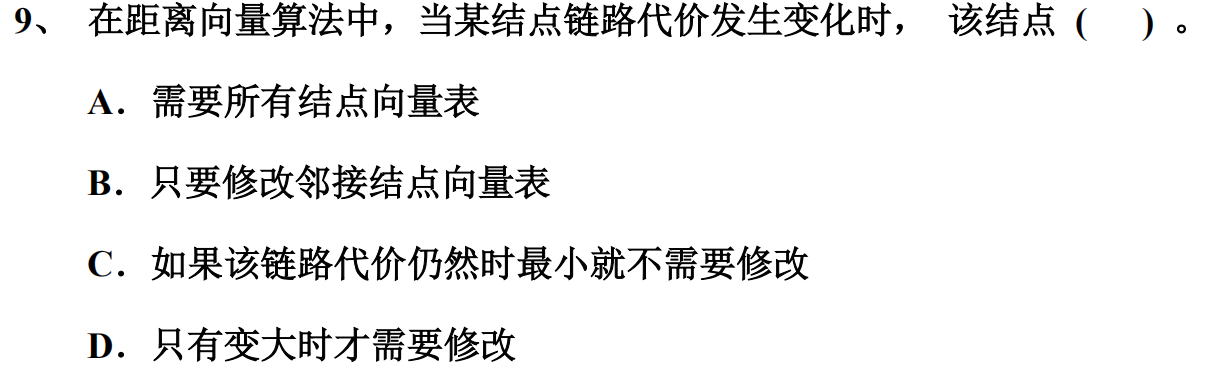 9、 在距离向量算法中，当某结点链路代价发生变化时， 该结点（ ）。
A．需要所有结点向量表
B．只要修改邻接结点向量表
C．如果该链路代价仍然时最小就不需要修改
D．只有变大时才需要修改